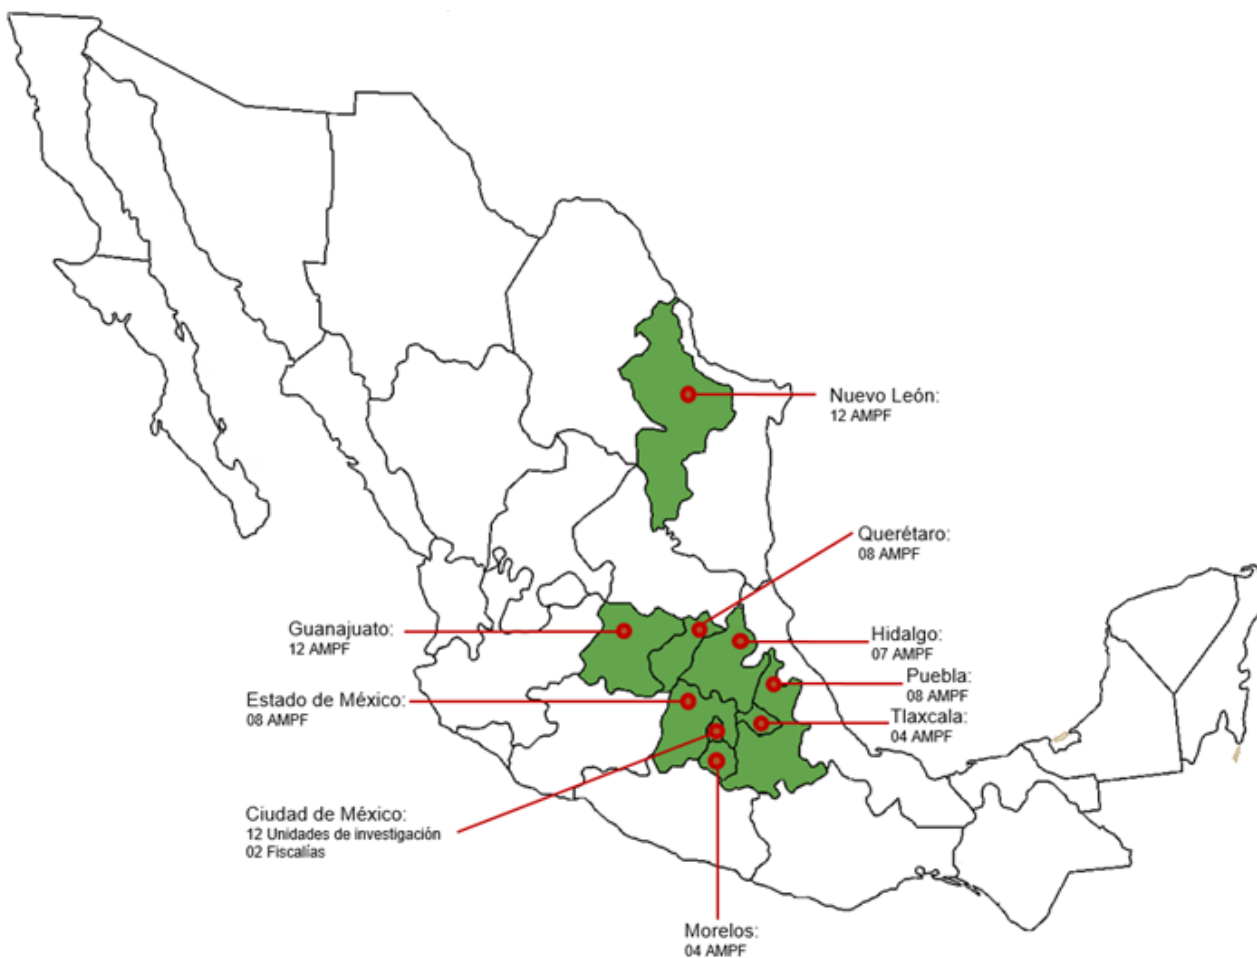 Nuevo León:
12 AMPF
Querétaro:
08 AMPF
Guanajuato:
12 AMPF
Hidalgo:
07 AMPF
Puebla:
08 AMPF
Estado de México:
08 AMPF
Tlaxcala:
04 AMPF
Ciudad de México:
12 Unidades de investigación
02 Fiscalías
Morelos:
04 AMPF